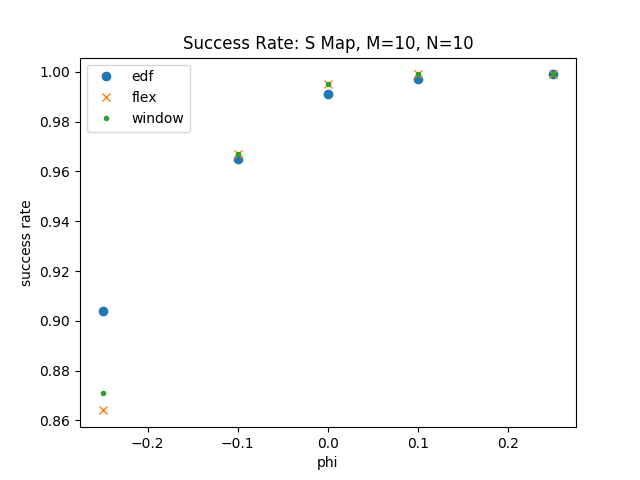 Success Rate: S Map, M=10, N=10
edf
flex
window
success rate
1.00
0.98
0.96
0.94
0.92
0.90
0.88
0.86
−0.2 −0.1 0.0 0.1 0.2
phi